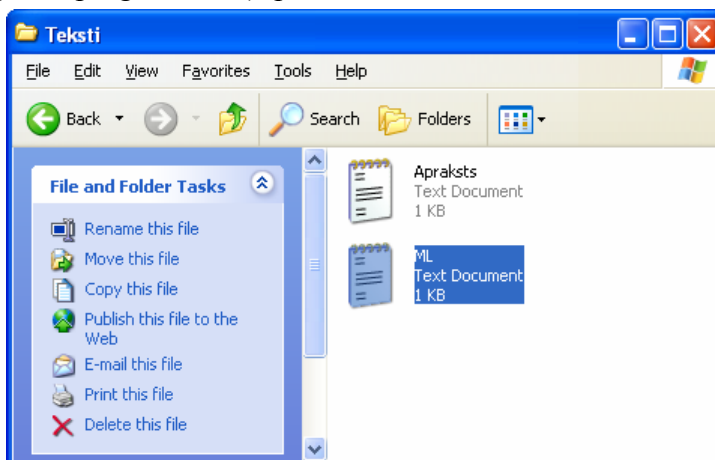 Teksti
File Edit View Favorites Tools Help
Back Search Folders
File and Folder Tasks
Rename this file
Move this file
Copy this file
Publish this file to the
Web
E-mail this file
Print this file
Delete this file
Apraksts
Text Document
1 KB
ML
Text Document
1 KB